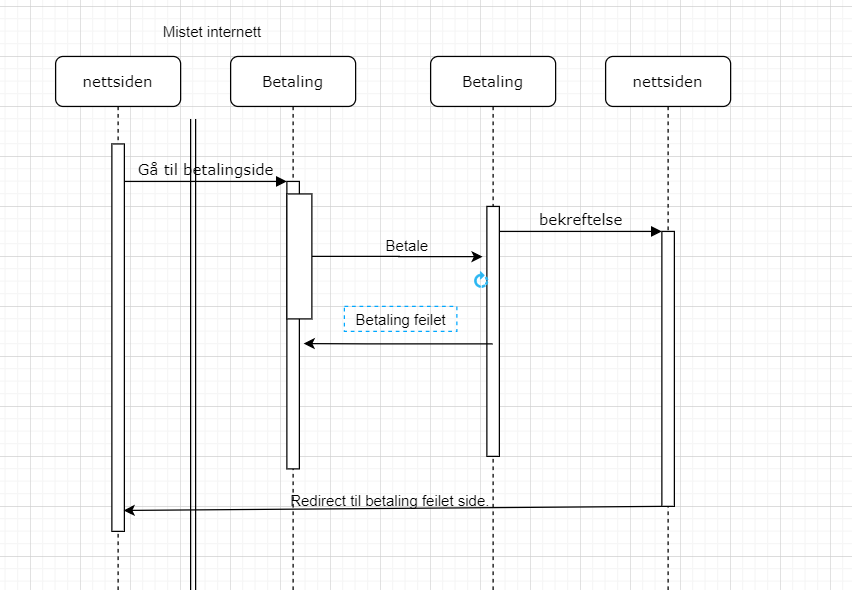 Mistet internett
nettsiden
Betaling
Betaling
nettsiden
Gå til betalingside
bekreftelse
Betale
Betaling feilet
Redirect til betaling feilet side.